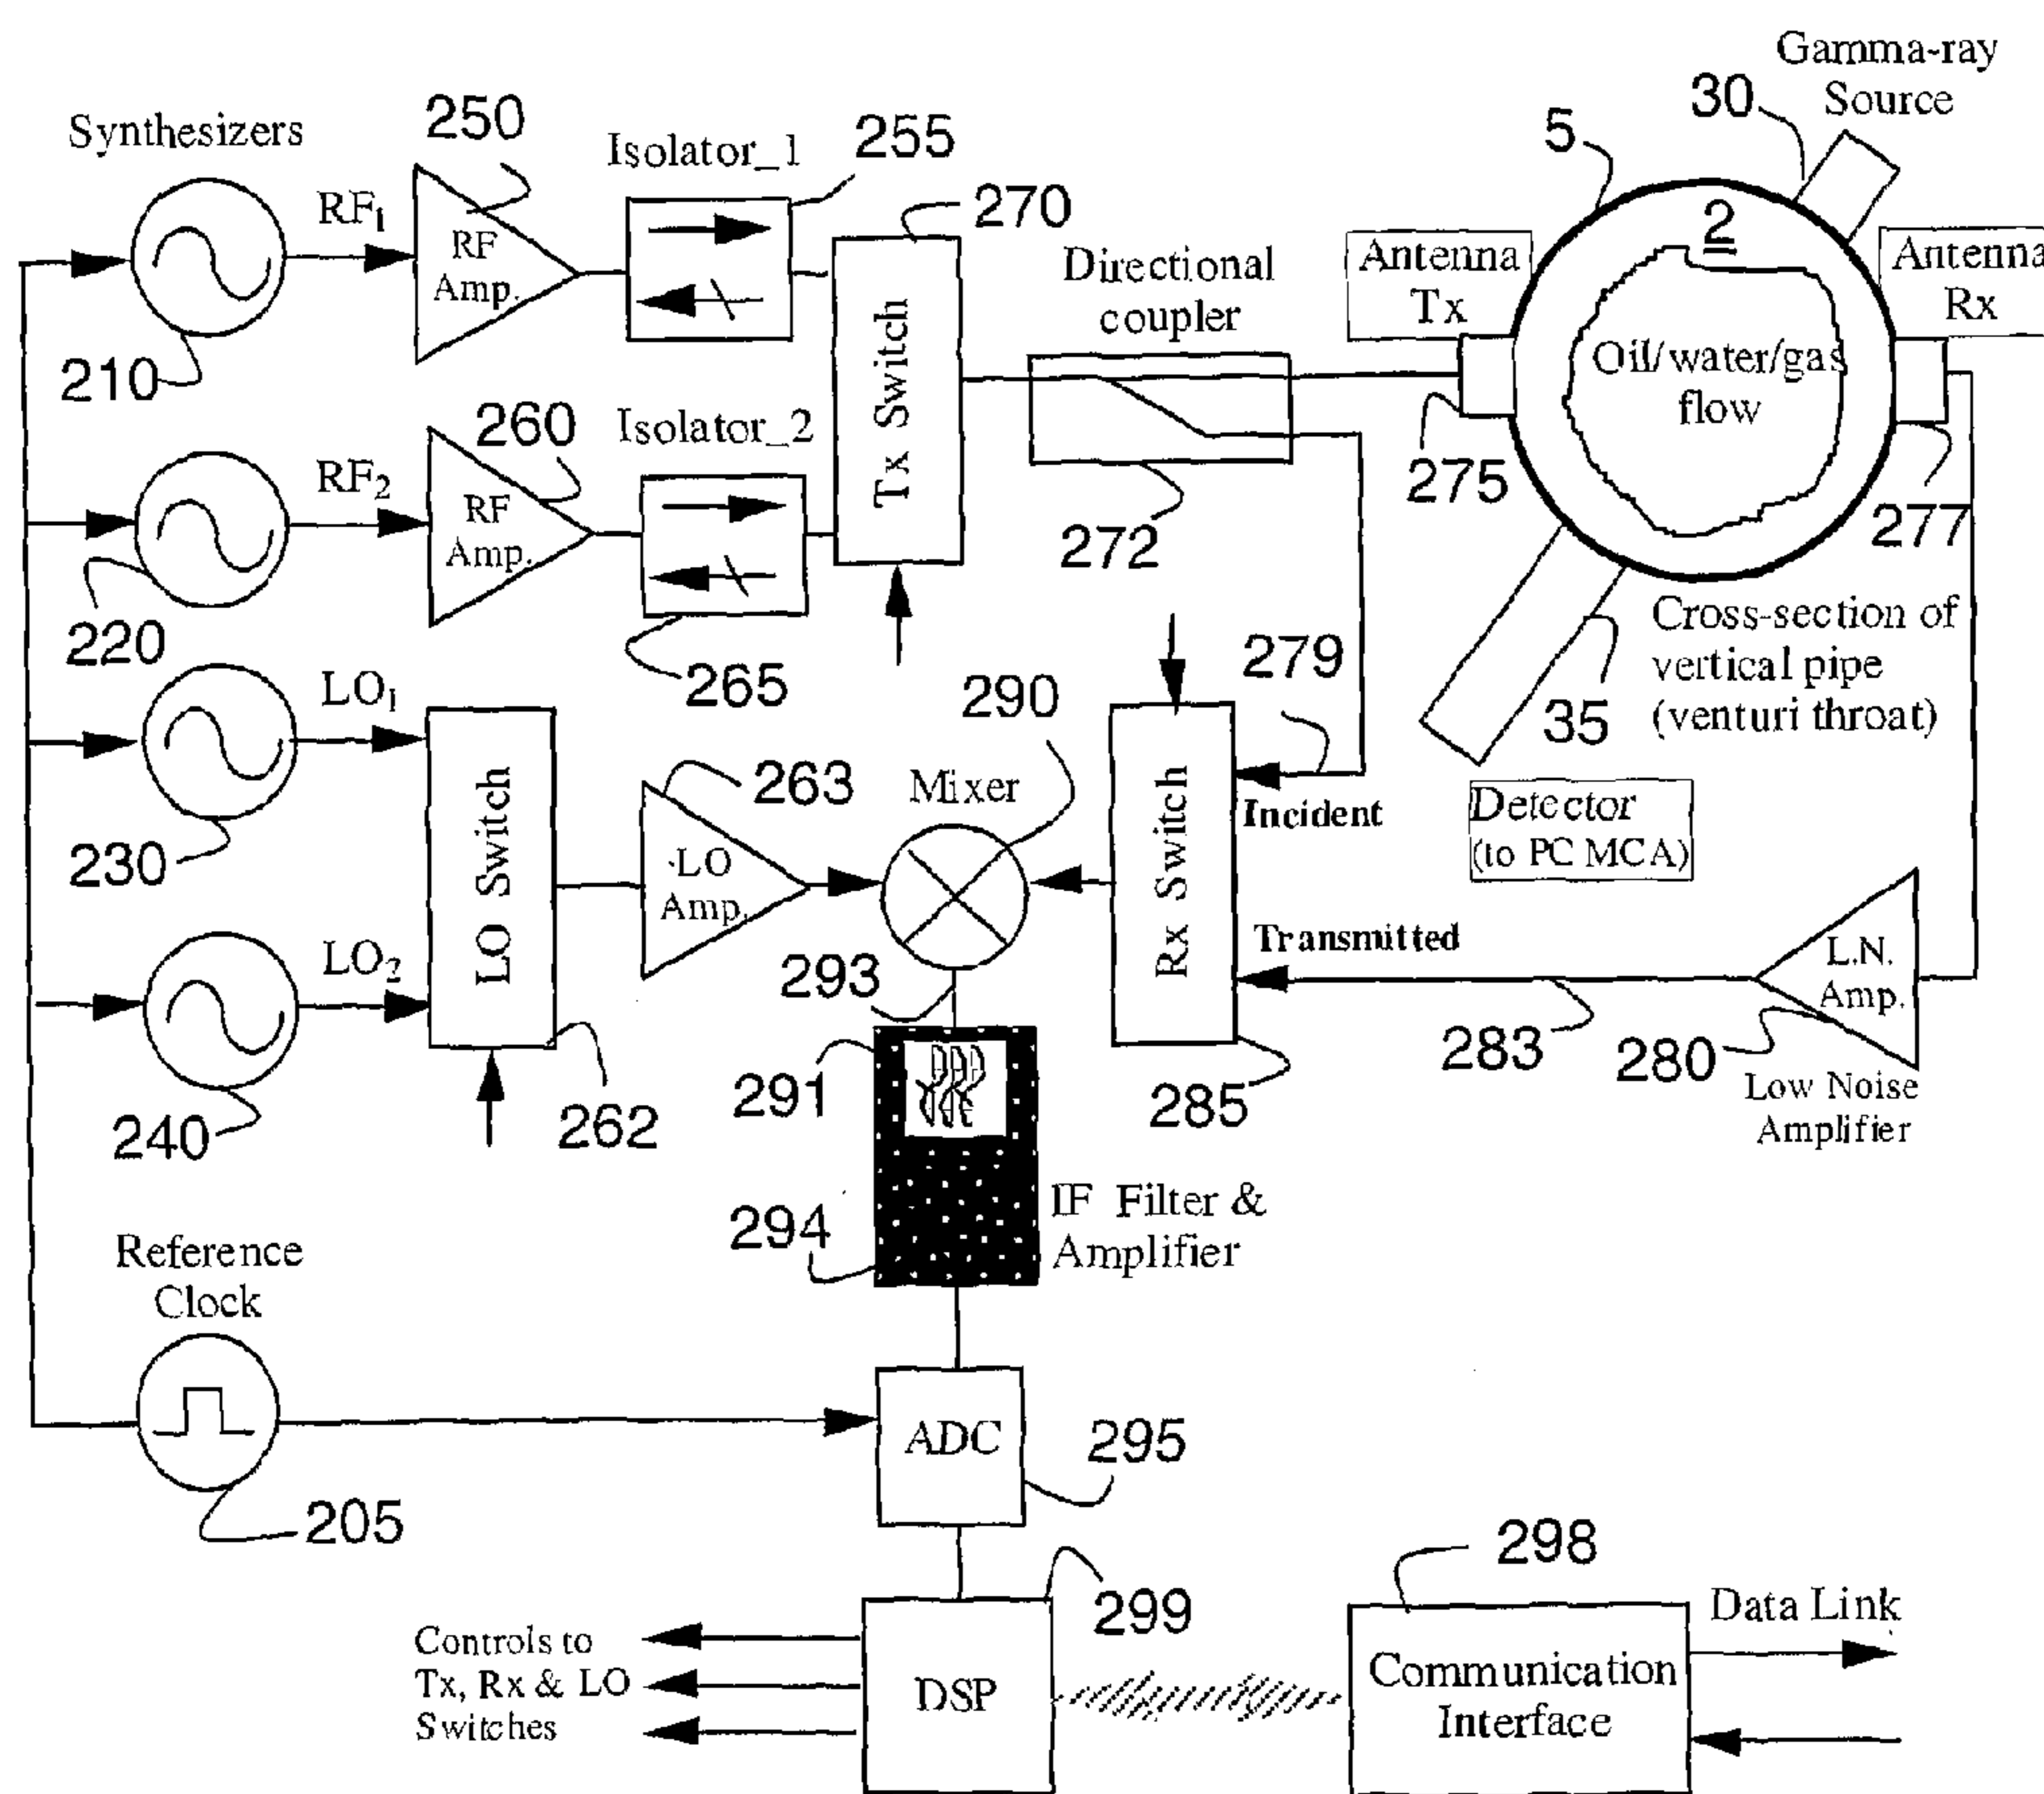 Gamma-ray
Source
30
5
2
Synthesizers
250
Isolator_1
255
270
RF1
RF
Amp.
210
Tx Switch
Directional
coupler
Antenna
Tx
Antenna
Rx
Oil/water/gas
flow
275
277
272
RF2
260
Isolator_2
RF
Amp.
220
265
Cross-section of
vertical pipe
(venturi throat)
35
Detector
(to PC MCA)
LO1
230
LO Switch
263
LO
Amp.
Mixer
290
279
Rx Switch
Incident
Transmitted
LO2
240
262
293
291
285
283
280
L.N.
Amp.
Low Noise
Amplifier
294
IF Filter &
Amplifier
Reference
Clock
205
ADC
295
299
298
Controls to
Tx, Rx & LO
Switches
DSP
Communication
Interface
Data Link